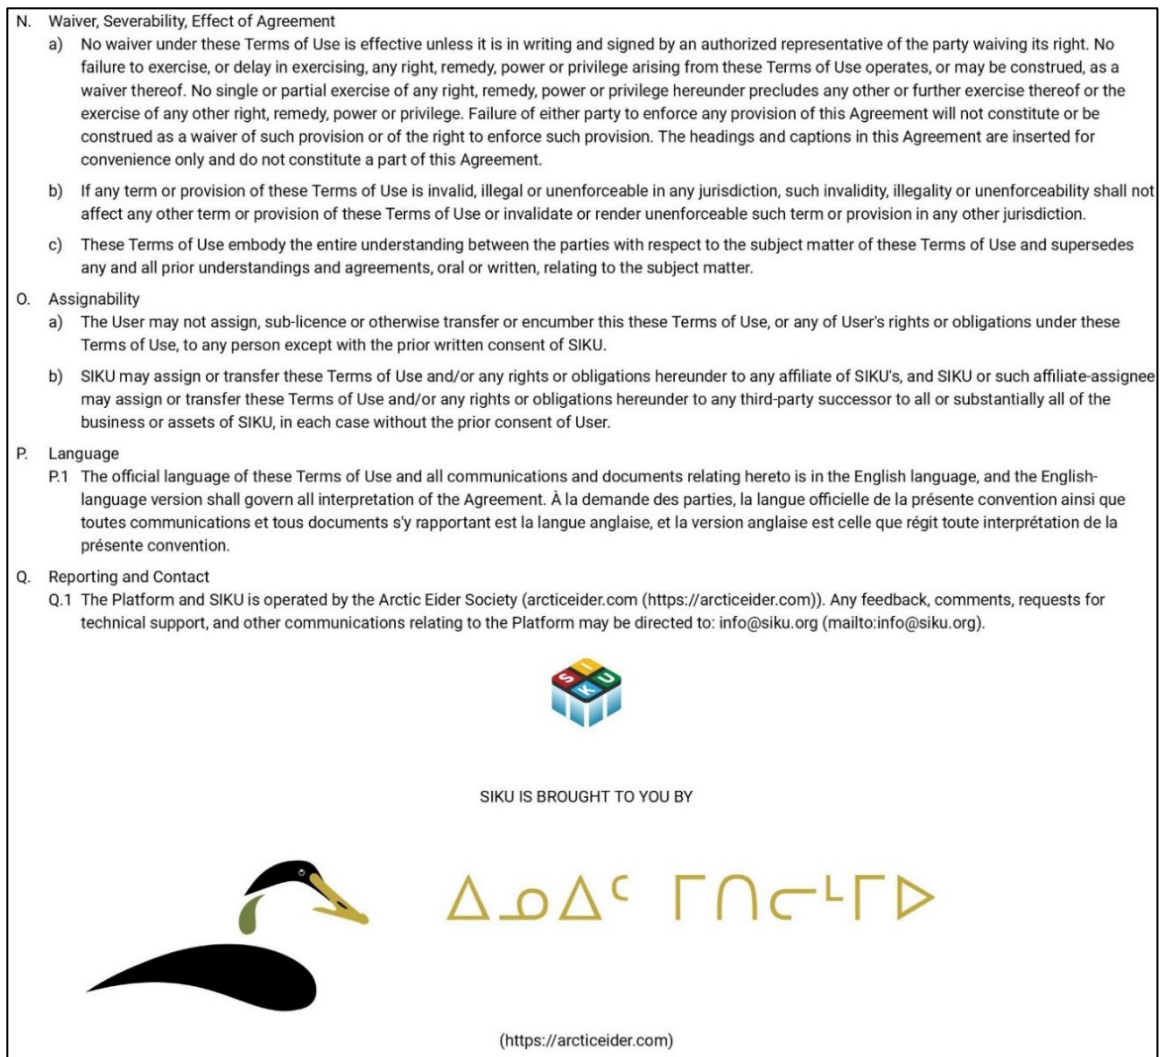 N. Waiver, Severability, Effect of Agreement
a) No waiver under these Terms of Use is effective unless it is in writing and signed by an authorized representative of the party waiving its right. No
failure to exercise, or delay in exercising, any right, remedy, power or privilege arising from these Terms of Use operates, or may be construed, as a
waiver thereof. No single or partial exercise of any right, remedy, power or privilege hereunder precludes any other or further exercise thereof or the
exercise of any other right, remedy, power or privilege. Failure of either party to enforce any provision of this Agreement will not constitute or be
construed as a waiver of such provision or of the right to enforce such provision. The headings and captions in this Agreement are inserted for
convenience only and do not constitute a part of this Agreement.
b) If any term or provision of these Terms of Use is invalid, illegal or unenforceable in any jurisdiction, such invalidity, illegality or unenforceability shall not
affect any other term or provision of these Terms of Use or invalidate or render unenforceable such term or provision in any other jurisdiction.
c) These Terms of Use embody the entire understanding between the parties with respect to the subject matter of these Terms of Use and supersedes
any and all prior understandings and agreements, oral or written, relating to the subject matter.
O. Assignability
a) The User may not assign, sub-licence or otherwise transfer or encumber this these Terms of Use, or any of User's rights or obligations under these
Terms of Use, to any person except with the prior written consent of SIKU.
b) SIKU may assign or transfer these Terms of Use and/or any rights or obligations hereunder to any affiliate of SIKU's, and SIKU or such affiliate-assignee
may assign or transfer these Terms of Use and/or any rights or obligations hereunder to any third-party successor to all or substantially all of the
business or assets of SIKU, in each case without the prior consent of User.
P. Language
P.1 The official language of these Terms of Use and all communications and documents relating hereto is in the English language, and the English-
language version shall govern all interpretation of the Agreement. À la demande des parties, la langue officielle de la présente convention ainsi que
toutes communications et tous documents s'y rapportant est la langue anglaise, et la version anglaise est celle que régit toute interprétation de la
présente convention.
Q. Reporting and Contact
Q.1 The Platform and SIKU is operated by the Arctic Eider Society (arcticeider.com (https://arcticeider.com)). Any feedback, comments, requests for
technical support, and other communications relating to the Platform may be directed to: info@siku.org (mailto:info@siku.org).
SIKU
SIKU IS BROUGHT TO YOU BY
ᐃᓄᐃᑦ ᒥᑎᓕᒻᒥᐅ
(https://arcticeider.com)